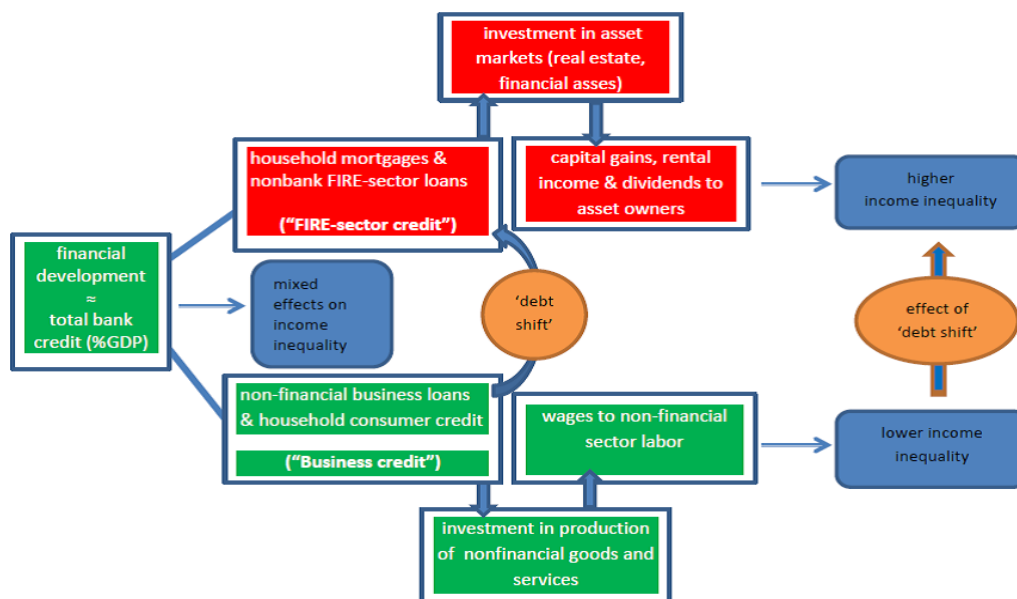 investment in asset
markets (real estate,
financial asses)
household mortgages &
nonbank FIRE-sector loans
(“FIRE-sector credit”)
capital gains, rental
income & dividends to
asset owners
higher
income inequality
financial
development
≈
total bank
credit (%GDP)
mixed
effects on
income
inequality
‘debt
shift’
effect of
‘debt shift’
non-financial business loans
& household consumer credit
(“Business credit”)
wages to non-financial
sector labor
lower income
inequality
investment in production
of nonfinancial goods and
services